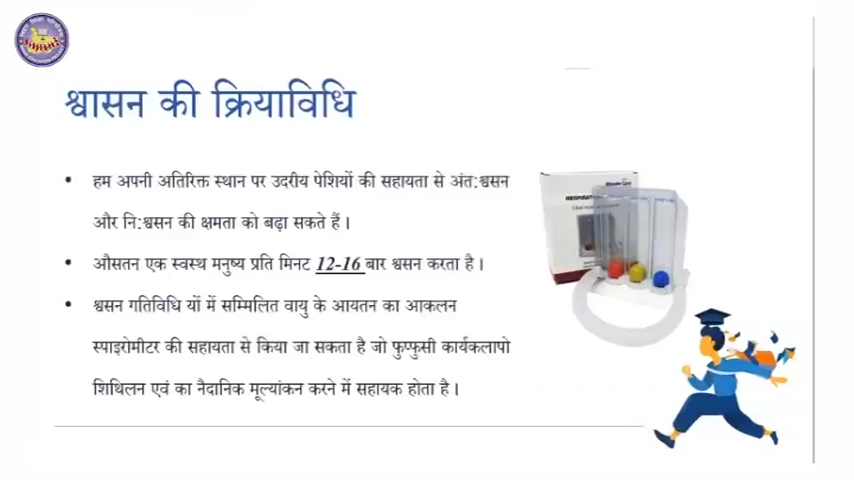 श्वासन की क्रियाविधि
• हम अपनी अतिरिक्त स्थान पर उदरीय पेशियों की सहायता से अंत:श्वसन
और नि:श्वसन की क्षमता को बढ़ा सकते हैं।
• औसतन एक स्वस्थ मनुष्य प्रति मिनट 12-16 बार श्वसन करता है।
• श्वसन गतिविधि यों में सम्मिलित वायु के आयतन का आकलन
स्पाइरोमीटर की सहायता से किया जा सकता है जो फुप्फुसी कार्यकलापो
शिथिलन एवं का नैदानिक मूल्यांकन करने में सहायक होता है।